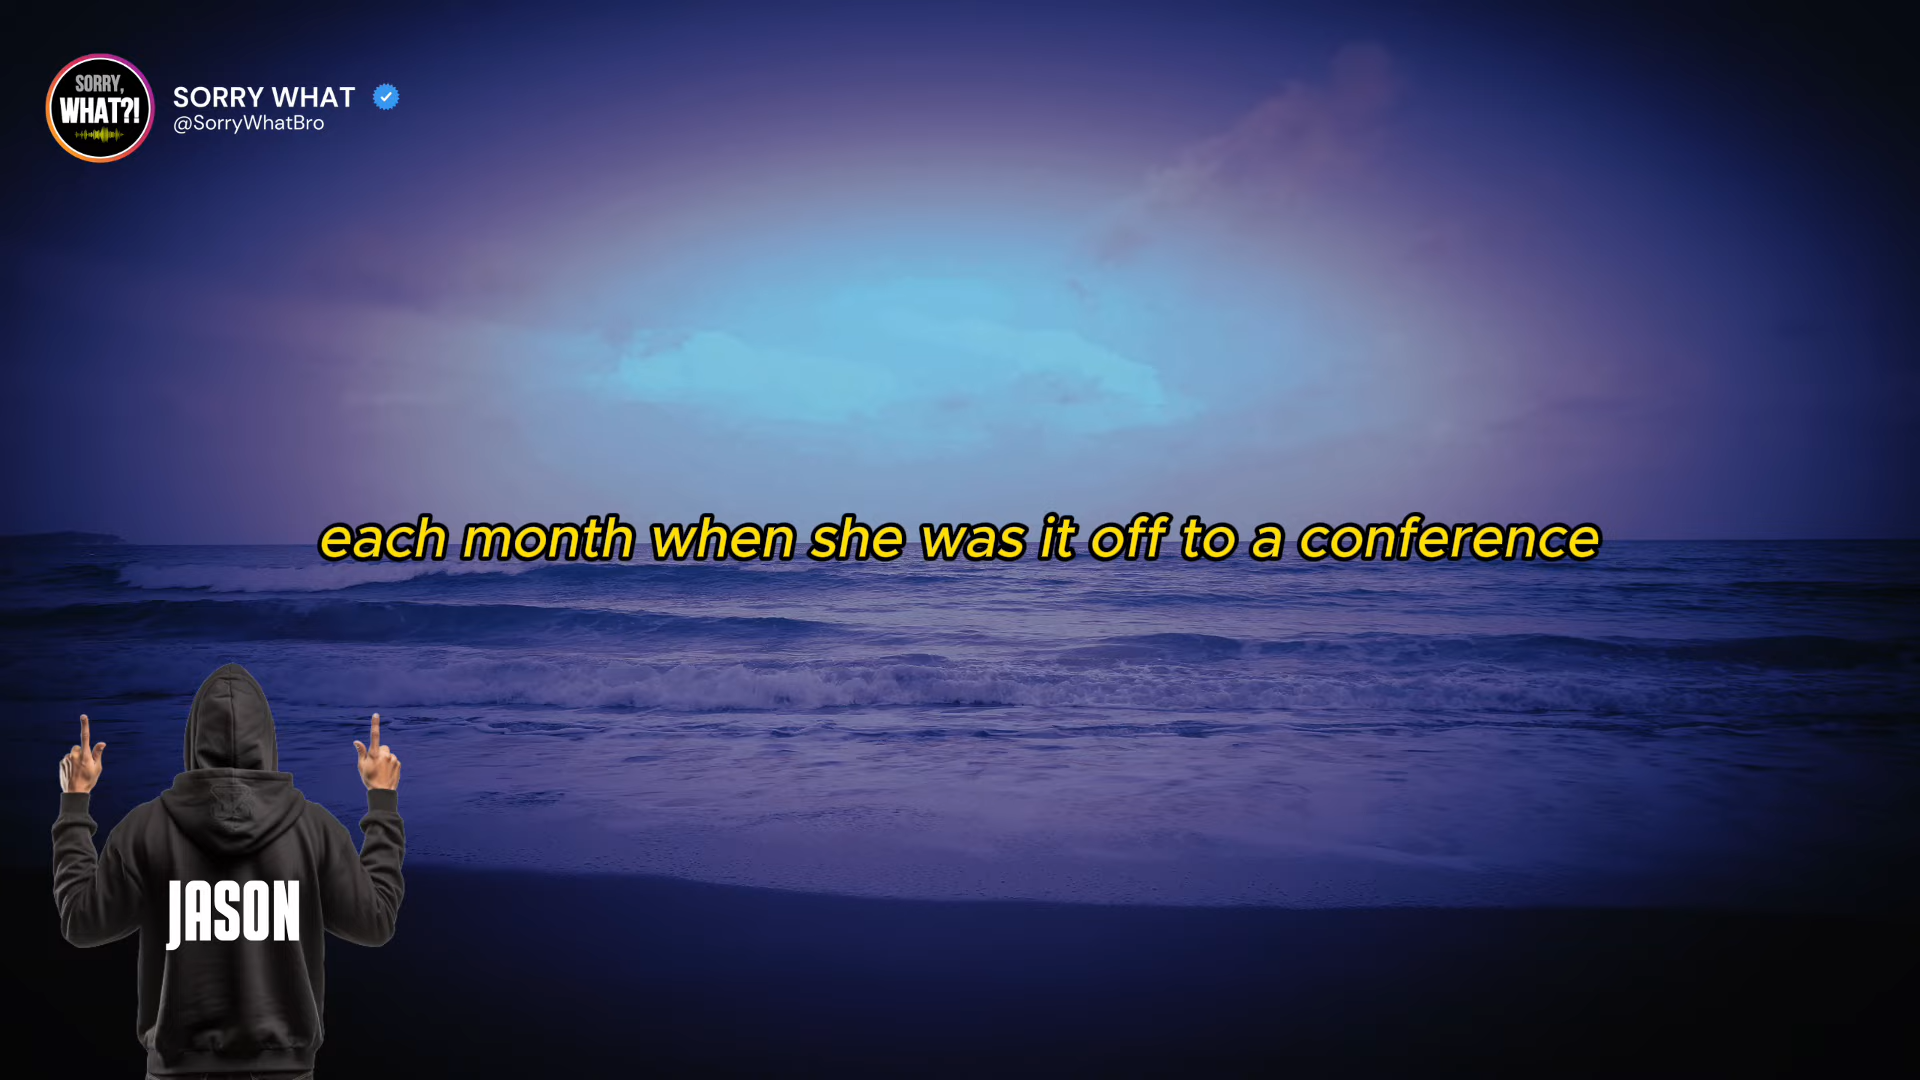 SORRY,
WHAT?!
SORRY WHAT
@SorryWhatBro
each month when she was it off to a conference
JASON